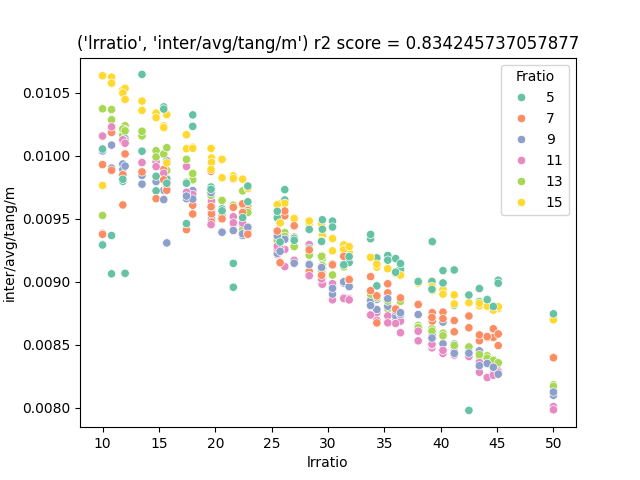 ('lrratio', 'inter/avg/tang/m') r2 score = 0.834245737057877
Fratio
5
7
9
11
13
15
0.0105
0.0100
0.0095
0.0090
0.0085
0.0080
inter/avg/tang/m
10 15 20 25 30 35 40 45 50
lrratio